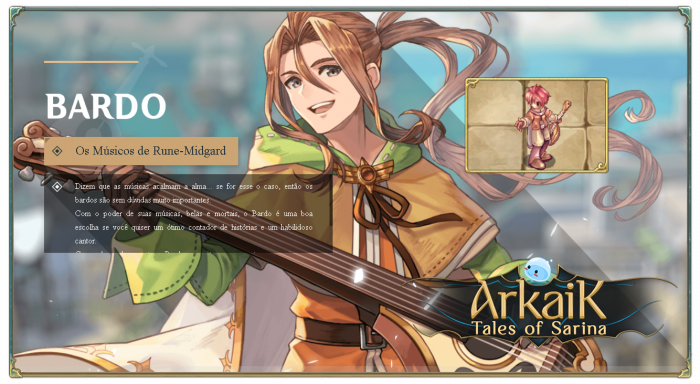 BARDO
Os Músicos de Rune-Midgard
Dizem que as músicas acalmam a alma... se for esse o caso, então os
bardos são sem dúvidas muito importantes!
Com o poder de suas músicas, belas e mortais, o Bardo é uma boa
escolha se você quiser um ótimo contador de histórias e um habilidoso
cantor.
ArkaiK
Tales of Sarina